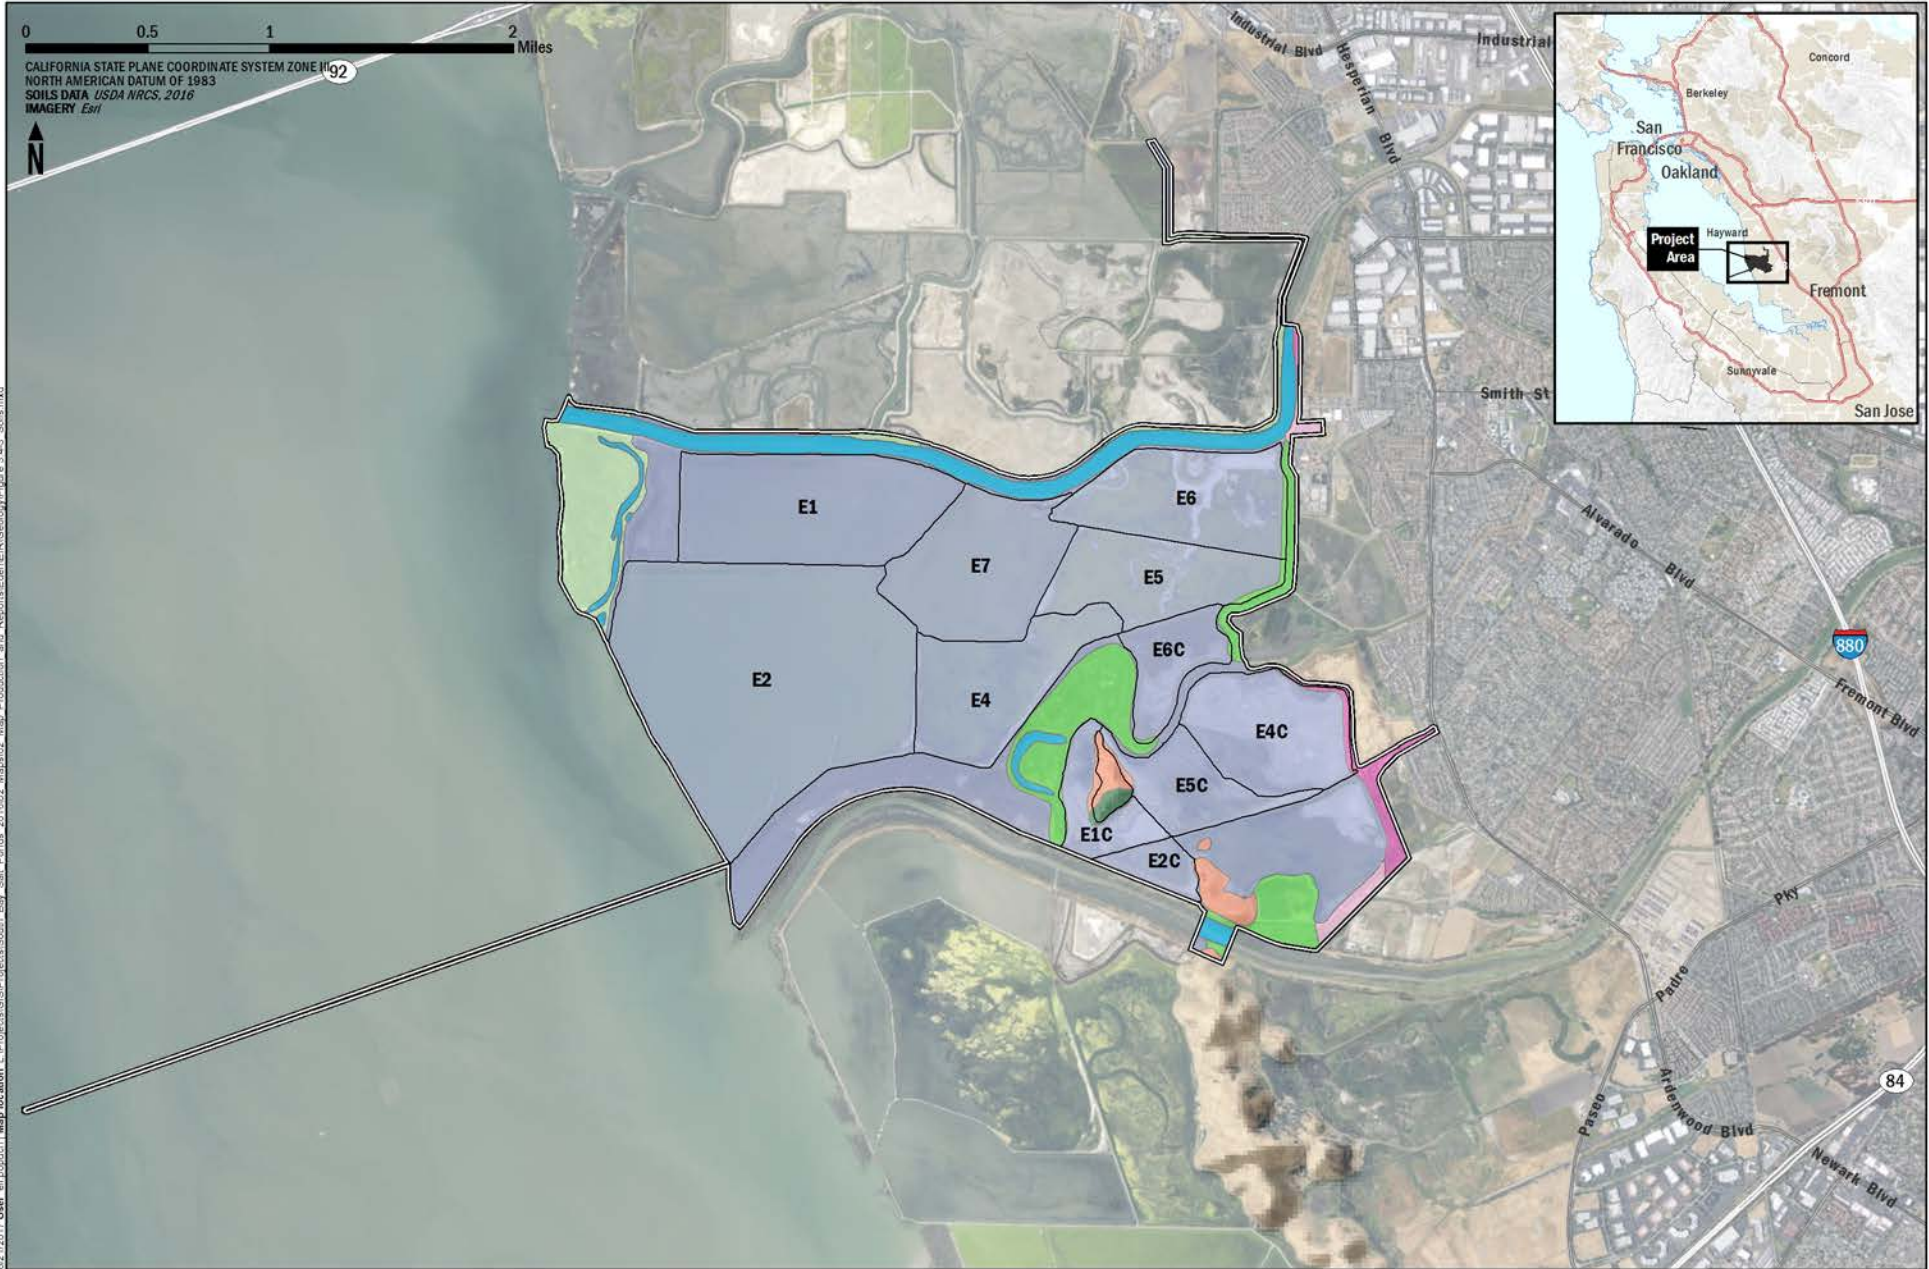 0 0.5 1 2
Miles
CALIFORNIA STATE PLANE COORDINATE SYSTEM ZONE III
NORTH AMERICAN DATUM OF 1983
SOILS DATA USDA NRCS, 2016
IMAGERY Esri
N
92
Industrial Blvd
Hesperian Blvd
Industrial
Concord
Berkeley
San
Francisco
Oakland
Hayward
Project
Area
Fremont
Sunnyvale
San Jose
Smith St
Alvarado Blvd
880
Fremont Blvd
E1
E6
E7
E5
E6C
E2
E4
E4C
E5C
E1C
E2C
Paseo Padre Pky
84
Ardenwood Blvd
Newark Blvd